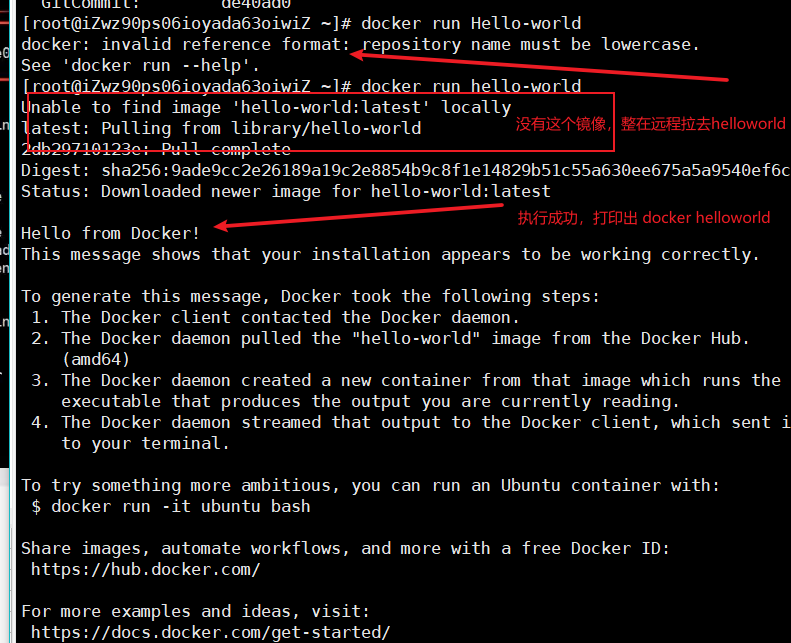 GitCommit: de40ad0
[root@iZwz90ps06ioyada63oiwiZ ~]# docker run Hello-world
docker: invalid reference format: repository name must be lowercase.
See 'docker run --help'.
[root@iZwz90ps06ioyada63oiwiZ ~]# docker run hello-world
Unable to find image 'hello-world:latest' locally
没有这个镜像，整在远程拉去helloworld
latest: Pulling from library/hello-world
2db29710123e: Pull complete
Digest: sha256:9ade9cc2e26189a19c2e8854b9c8f1e14829b51c55a630ee675a5a9540ef6c
Status: Downloaded newer image for hello-world:latest
执行成功，打印出 docker helloworld
Hello from Docker!
This message shows that your installation appears to be working correctly.
To generate this message, Docker took the following steps:
1. The Docker client contacted the Docker daemon.
2. The Docker daemon pulled the "hello-world" image from the Docker Hub.
(amd64)
3. The Docker daemon created a new container from that image which runs the
executable that produces the output you are currently reading.
4. The Docker daemon streamed that output to the Docker client, which sent i
to your terminal.
To try something more ambitious, you can run an Ubuntu container with:
$ docker run -it ubuntu bash
Share images, automate workflows, and more with a free Docker ID:
https://hub.docker.com/
For more examples and ideas, visit:
https://docs.docker.com/get-started/